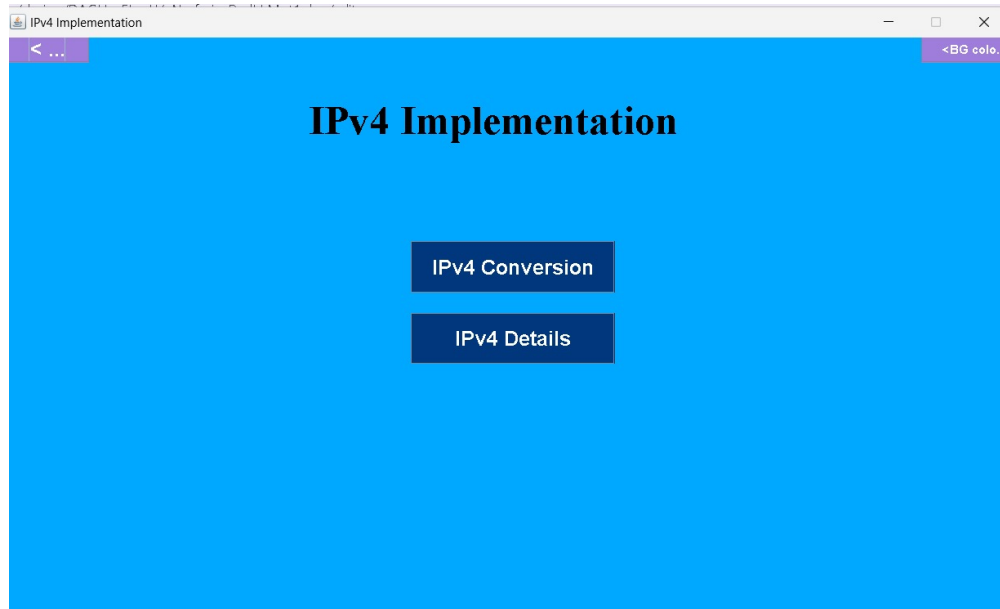 IPv4 Implementation
< ...
<BG colo.
IPv4 Implementation
IPv4 Conversion
IPv4 Details